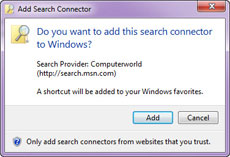 Add Search Connector
Do you want to add this search connector
to Windows?
Search Provider: Computerworld
(http://search.msn.com)
A shortcut will be added to your Windows favorites.
Add
Cancel
Only add search connectors from websites that you trust.